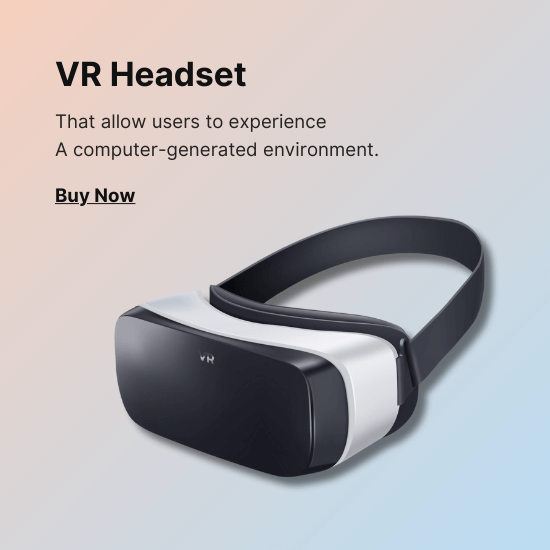 VR Headset
That allow users to experience
A computer-generated environment.
Buy Now
VR